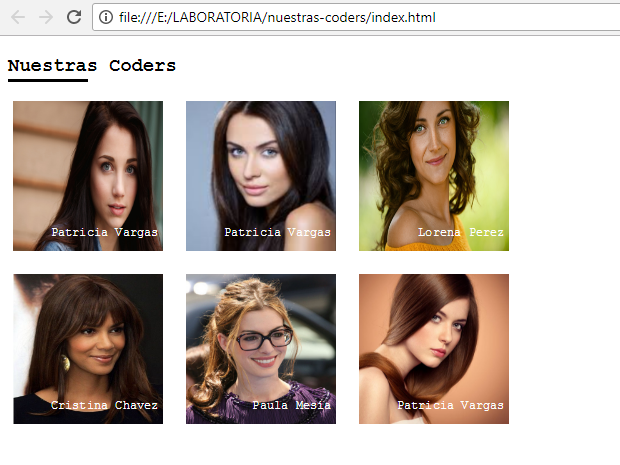 file:///E:/LABORATORIA/nuestras-coders/index.html
Nuestras Coders
Patricia Vargas
Patricia Vargas
Lorena Perez
Cristina Chavez
Paula Mesia
Patricia Vargas